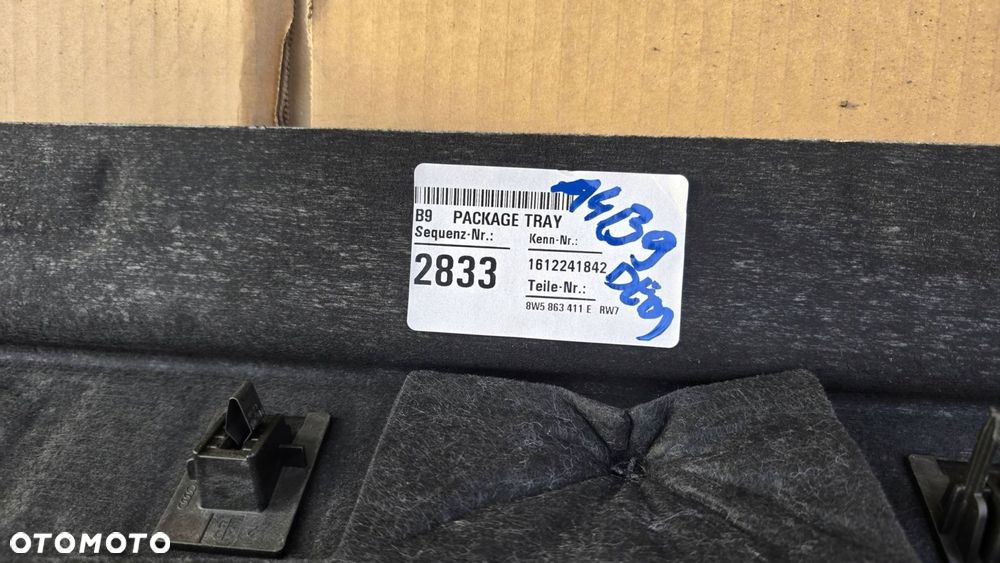 B9 PACKAGE TRAY
Sequenz-Nr.: Kenn-Nr.:
2833 1612241842
Teile-Nr.:
8W5 863 411 E RW7
A4B9
OTOMOTO